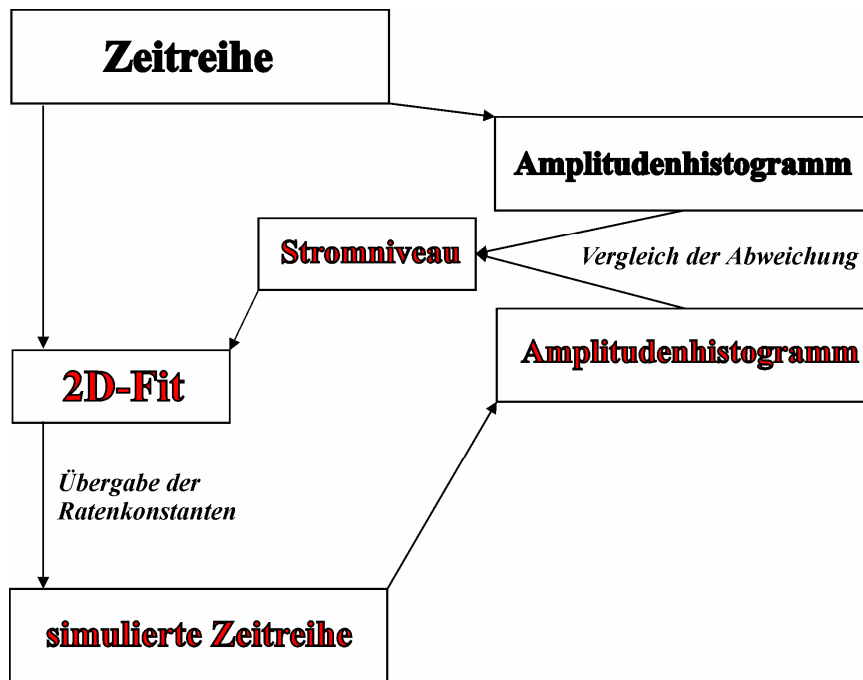 Zeitreihe
Amplitudenhistogramm
Stromniveau
Vergleich der Abweichung
Amplitudenhistogramm
2D-Fit
Übergabe der
Ratenkonstanten
simulierte Zeitreihe